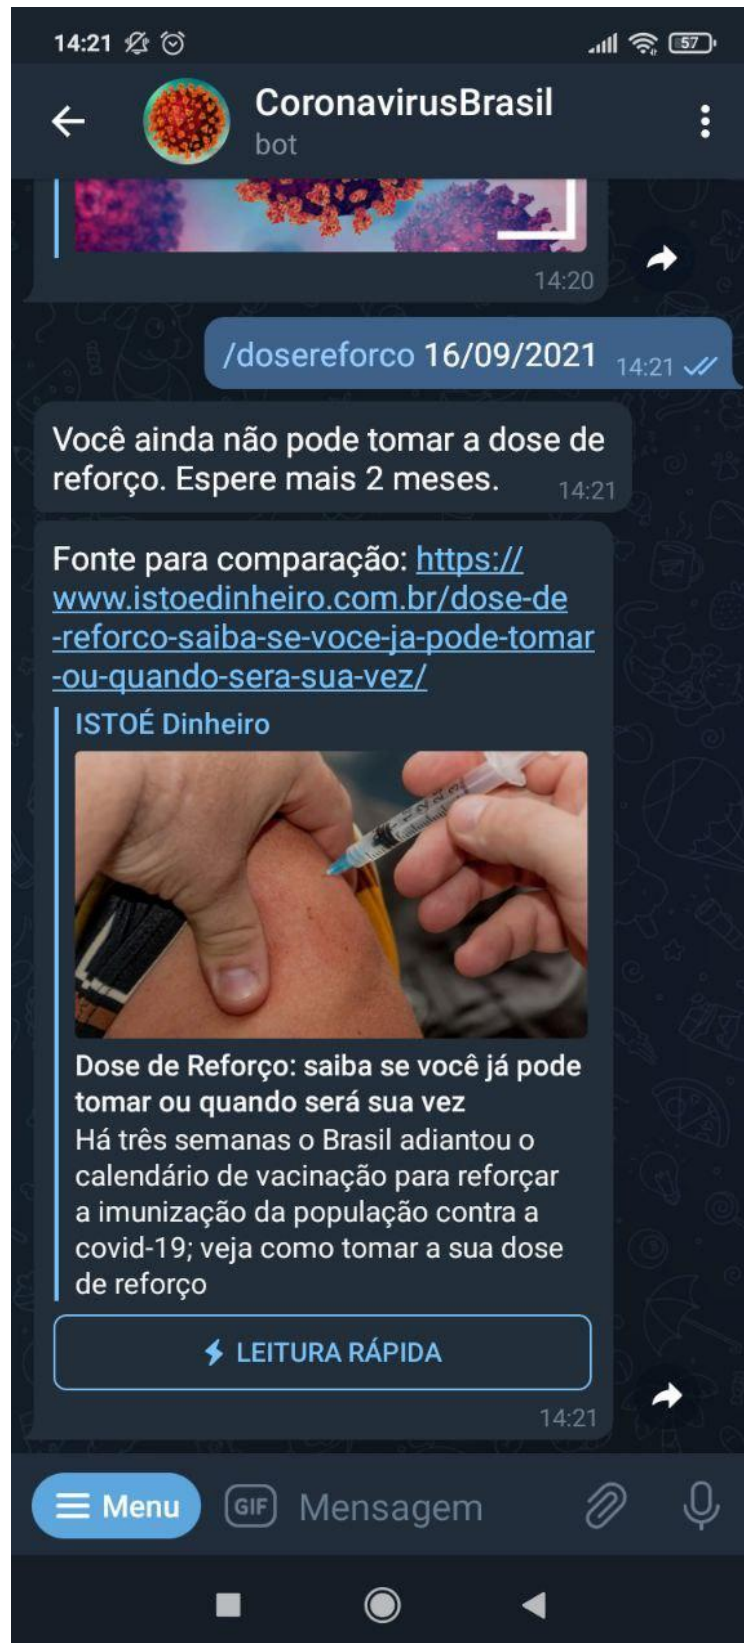 14:21
57
CoronavirusBrasil
bot
14:20
/dosereforco 16/09/2021 14:21
Você ainda não pode tomar a dose de
reforço. Espere mais 2 meses. 14:21
Fonte para comparação: https://
www.istoedinheiro.com.br/dose-de
-reforco-saiba-se-voce-ja-pode-tomar
-ou-quando-sera-sua-vez/
ISTOÉ Dinheiro
Dose de Reforço: saiba se você já pode
tomar ou quando será sua vez
Há três semanas o Brasil adiantou o
calendário de vacinação para reforçar
a imunização da população contra a
covid-19; veja como tomar a sua dose
de reforço
LEITURA RÁPIDA
14:21
Menu GIF Mensagem